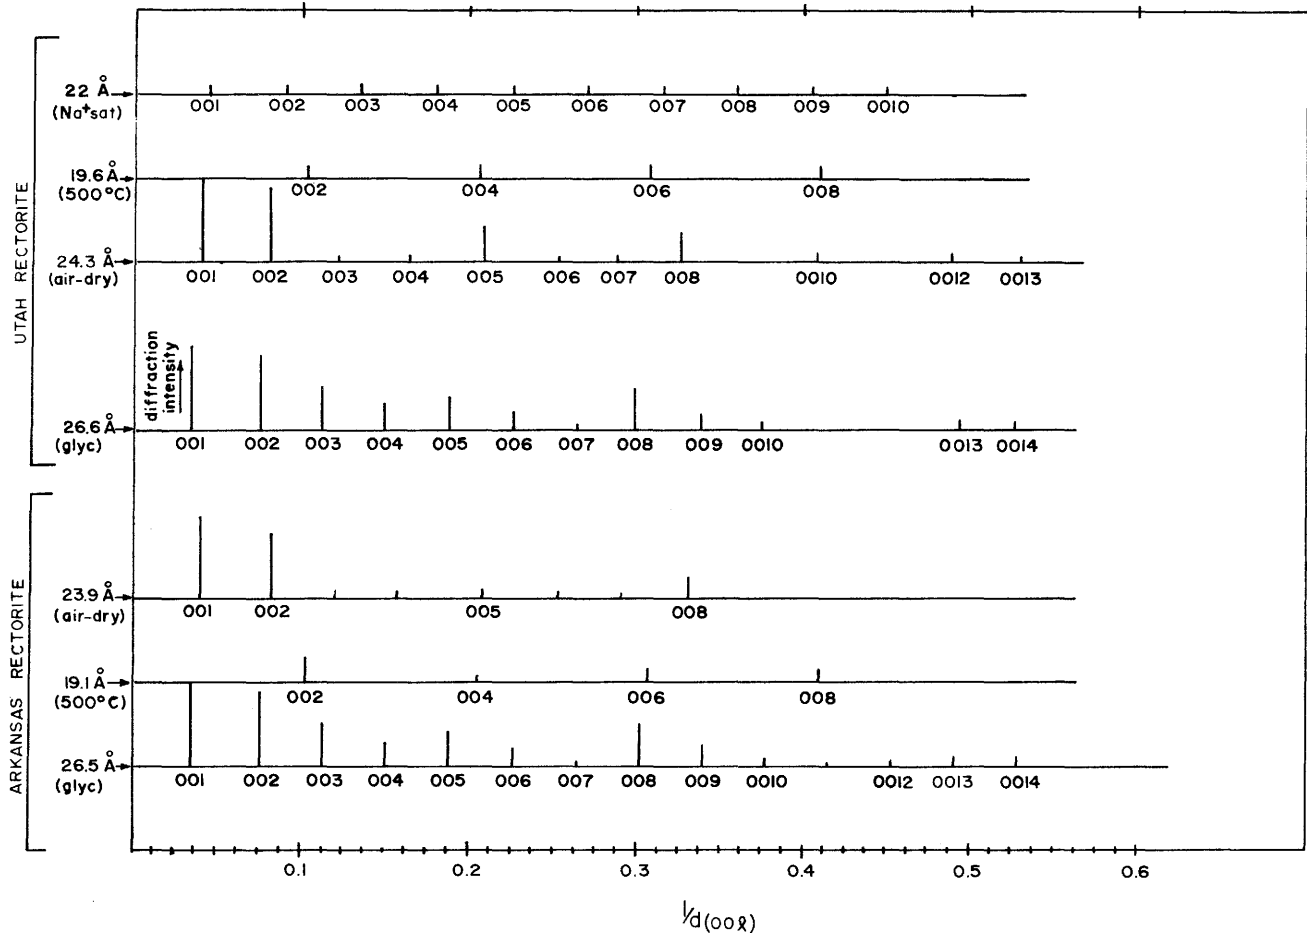 UTAH RECTORITE
22 Å
(Na⁺sat)
001 002 003 004 005 006 007 008 009 0010
19.6 Å
(500°C)
002 004 006 008
24.3 Å
(air-dry)
001 002 003 004 005 006 007 008 0010 0012 0013
diffraction
intensity
26.6 Å
(glyc)
001 002 003 004 005 006 007 008 009 0010 0013 0014
ARKANSAS RECTORITE
23.9 Å
(air-dry)
001 002 005 008
19.1 Å
(500°C)
002 004 006 008
26.5 Å
(glyc)
001 002 003 004 005 006 007 008 009 0010 0012 0013 0014
0.1 0.2 0.3 0.4 0.5 0.6
1/d(00ℓ)